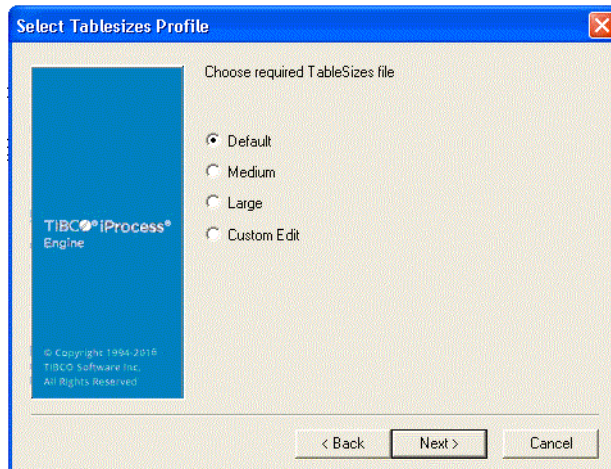 Select Tablesizes Profile
Choose required TableSizes file
Default
Medium
Large
Custom Edit
TIBCO® iProcess®
Engine
© Copyright 1994-2016
TIBCO Software Inc.
All Rights Reserved
< Back
Next >
Cancel